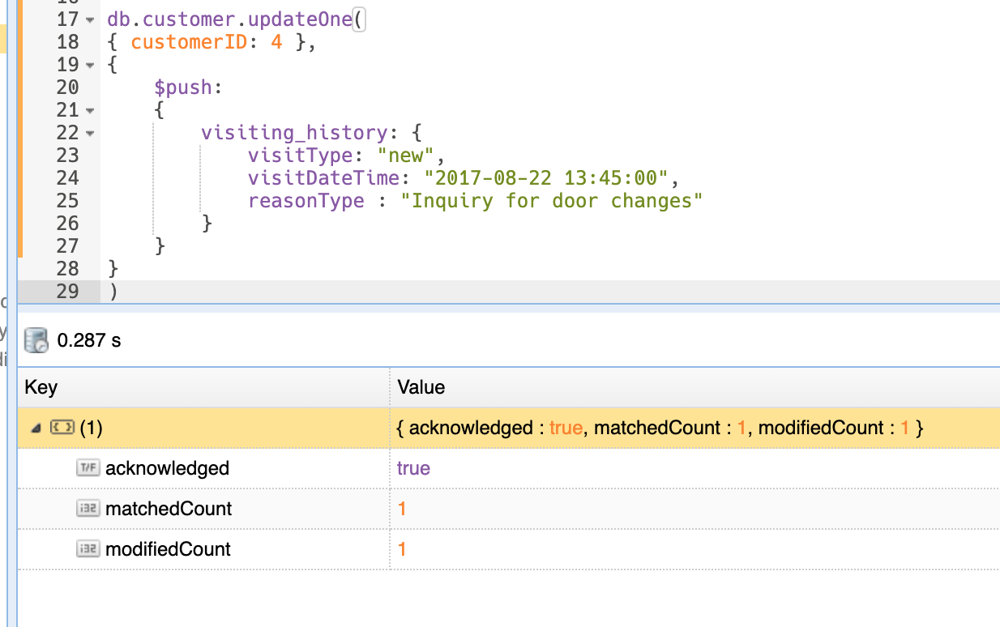 17 db.customer.updateOne(
18 { customerID: 4 },
19 {
20 $push:
21 {
22 visiting_history: {
23 visitType: "new",
24 visitDateTime: "2017-08-22 13:45:00",
25 reasonType : "Inquiry for door changes"
26 }
27 }
28 }
29 )
0.287 s
Key Value
(1) { acknowledged : true, matchedCount : 1, modifiedCount : 1 }
T/F acknowledged true
i32 matchedCount 1
i32 modifiedCount 1